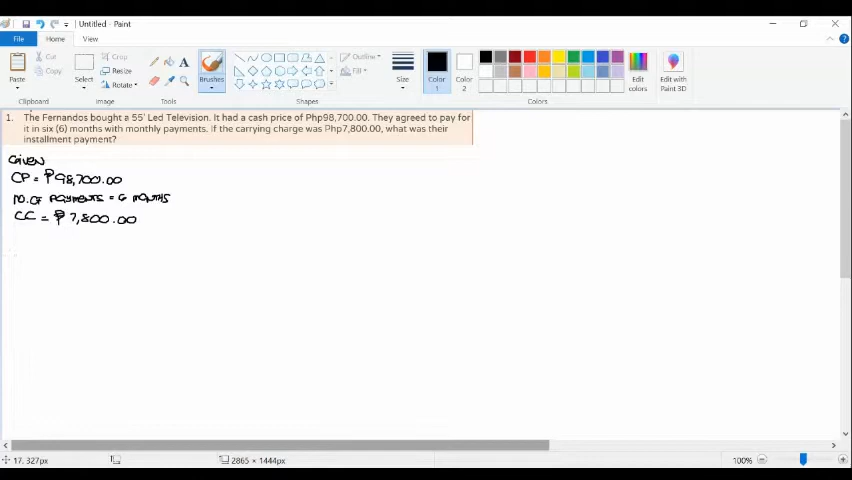 Untitled - Paint
File Home View
Paste Cut Copy Select Crop Resize Rotate Brushes Outline Fill Size Color 1 Color 2 Edit colors Edit with Paint 3D
Clipboard Image Tools Shapes Colors
1. The Fernandos bought a 55' Led Television. It had a cash price of Php98,700.00. They agreed to pay for
it in six (6) months with monthly payments. If the carrying charge was Php7,800.00, what was their
installment payment?
GIVEN
CP = ₱98,700.00
NO. OF PAYMENTS = 6 MONTHS
CC = ₱7,800.00
17, 327px 2865 × 1444px 100%